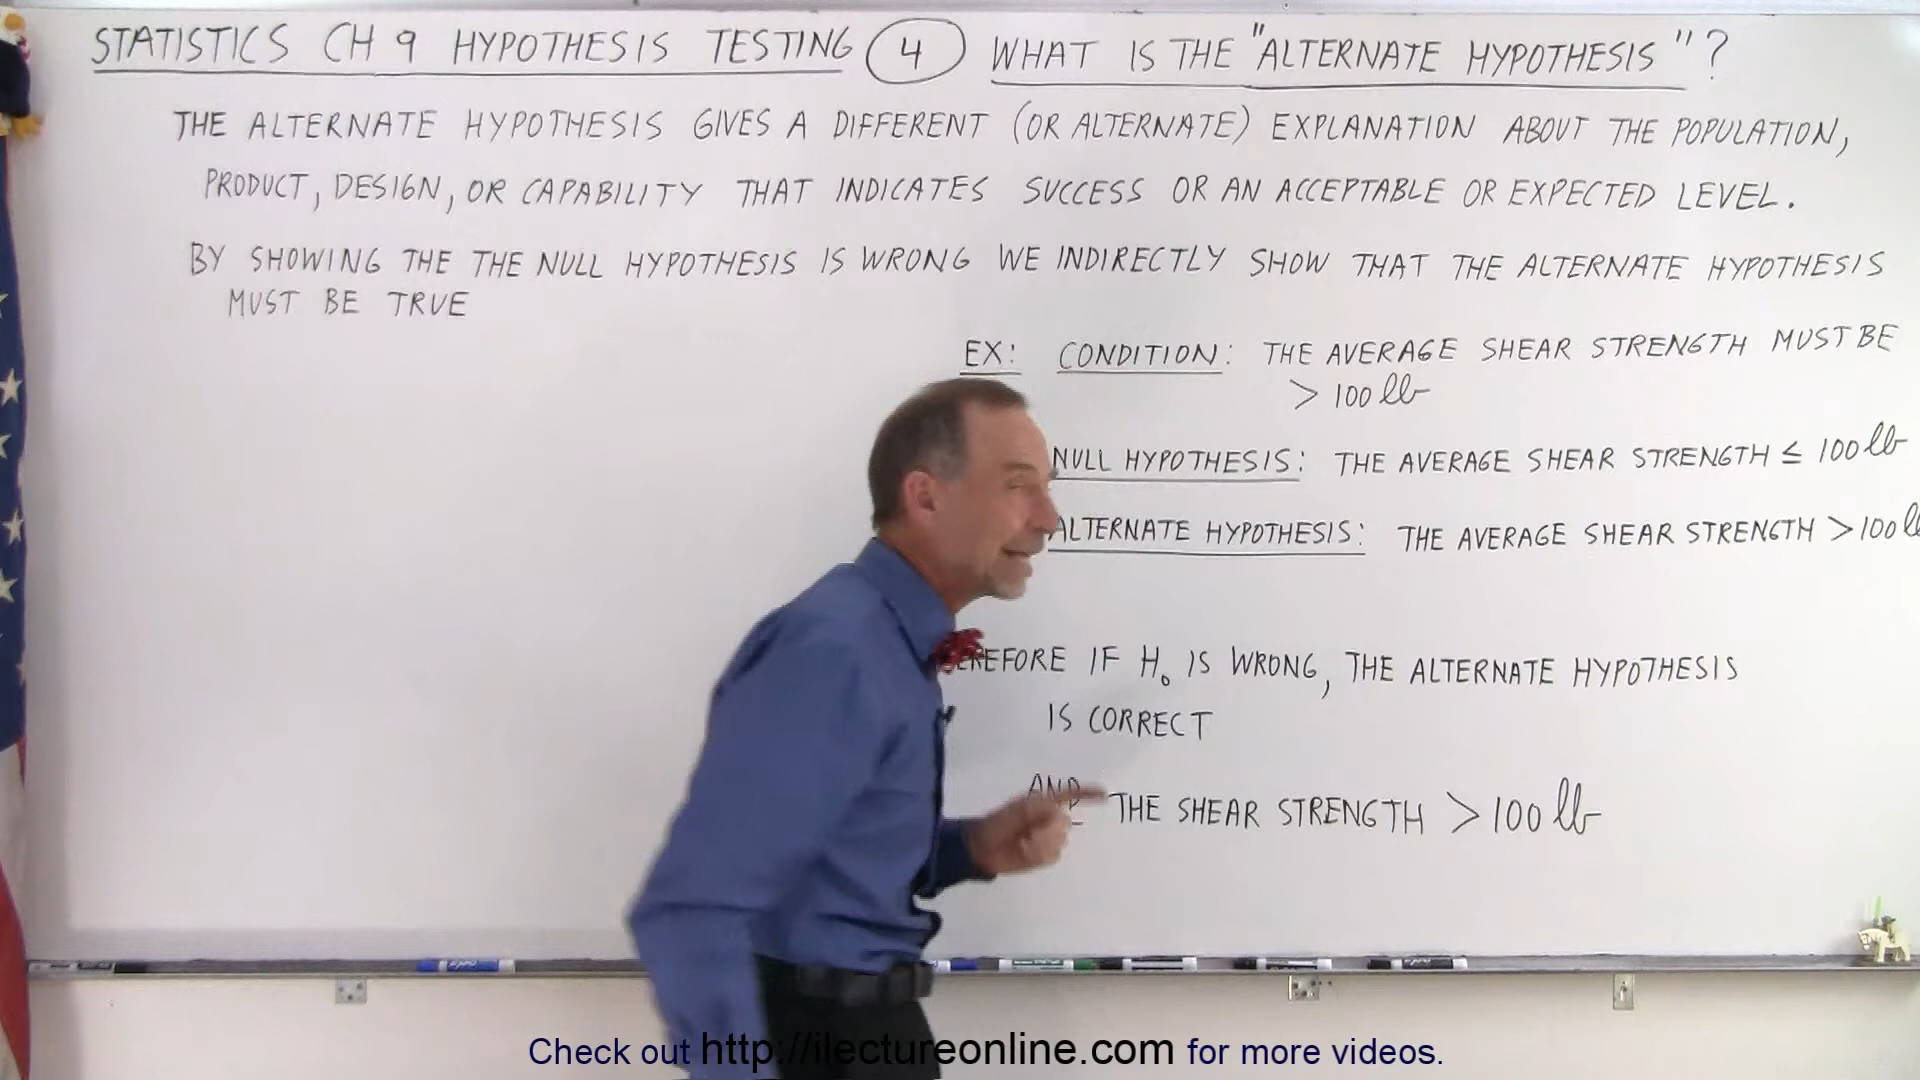 STATISTICS CH 9 HYPOTHESIS TESTING 4 WHAT IS THE "ALTERNATE HYPOTHESIS"?
THE ALTERNATE HYPOTHESIS GIVES A DIFFERENT (OR ALTERNATE) EXPLANATION ABOUT THE POPULATION,
PRODUCT, DESIGN, OR CAPABILITY THAT INDICATES SUCCESS OR AN ACCEPTABLE OR EXPECTED LEVEL.
BY SHOWING THE THE NULL HYPOTHESIS IS WRONG WE INDIRECTLY SHOW THAT THE ALTERNATE HYPOTHESIS
MUST BE TRUE
EX: CONDITION: THE AVERAGE SHEAR STRENGTH MUST BE
> 100 lb
NULL HYPOTHESIS: THE AVERAGE SHEAR STRENGTH ≤ 100 lb
ALTERNATE HYPOTHESIS: THE AVERAGE SHEAR STRENGTH > 100 lb
EREFORE IF H₀ IS WRONG, THE ALTERNATE HYPOTHESIS
IS CORRECT
AND THE SHEAR STRENGTH > 100 lb
Check out http://ilectureonline.com for more videos.